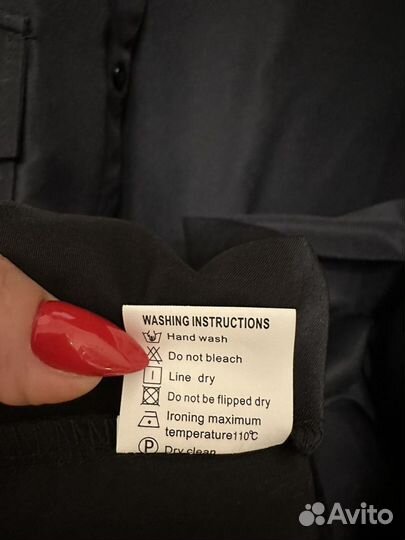 WASHING INSTRUCTIONS
Hand wash
Do not bleach
Line dry
Do not be flipped dry
Ironing maximum
temperature110℃
P Dry clean
Avito